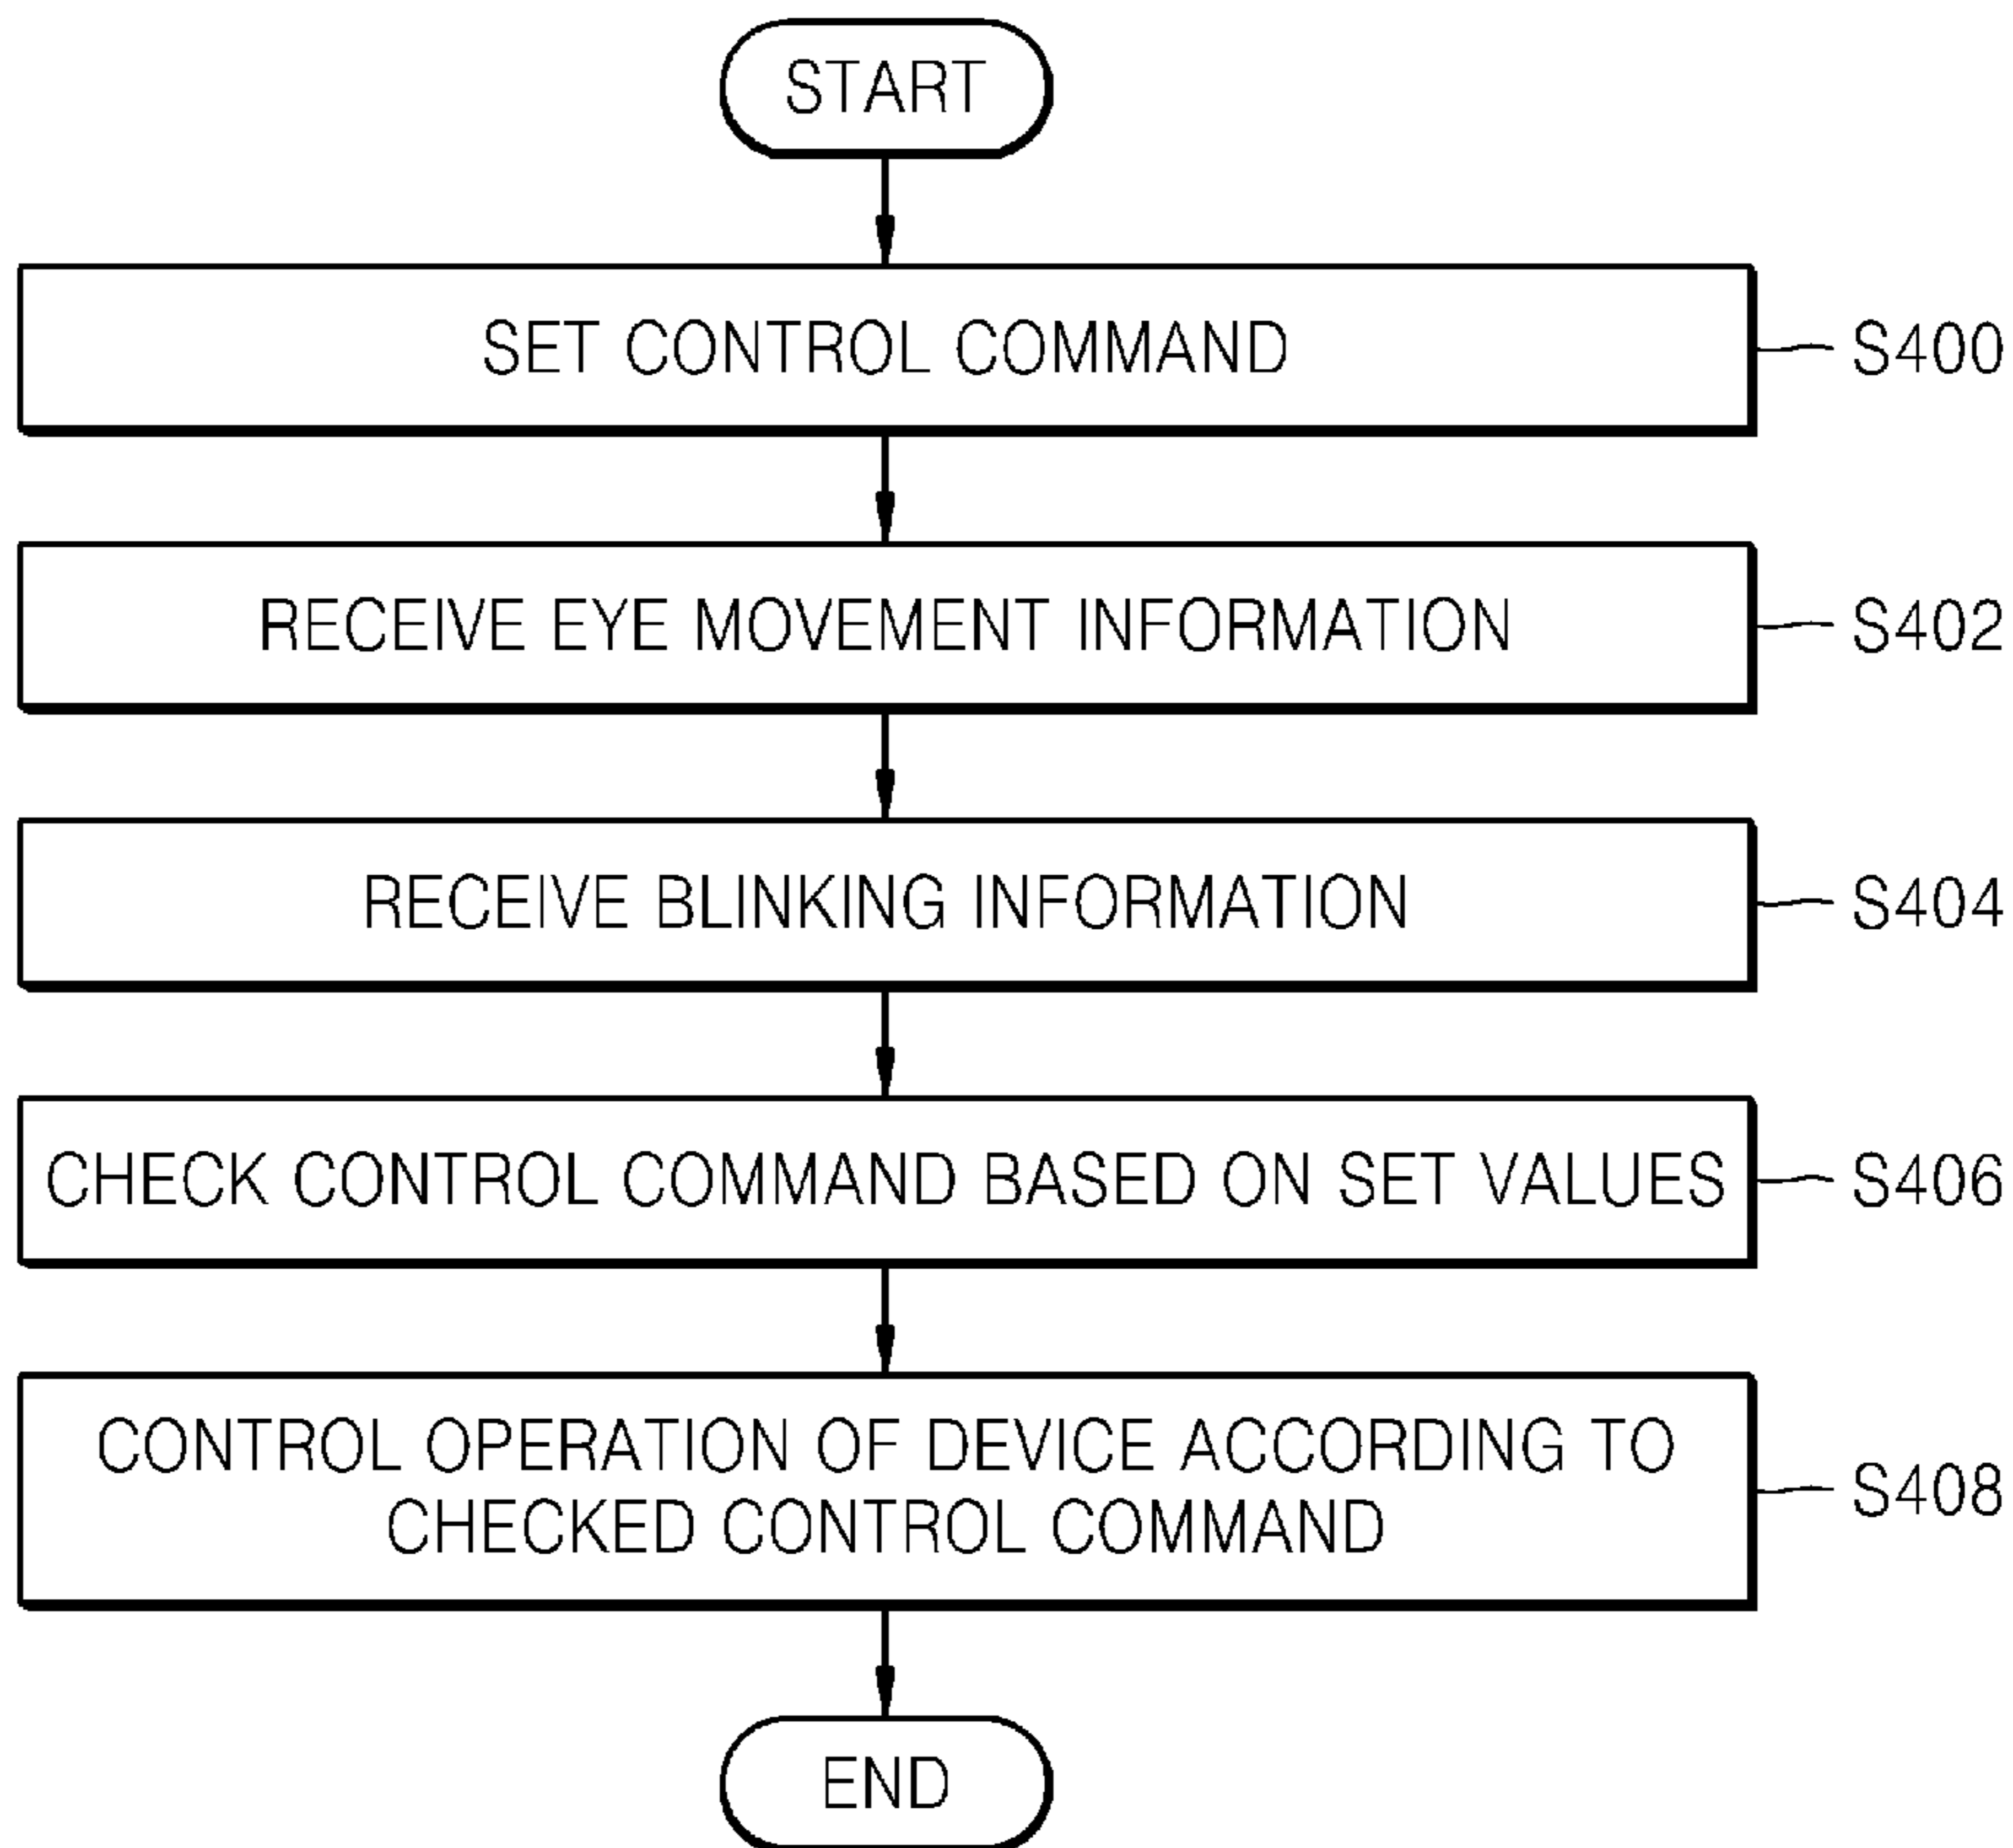 START
SET CONTROL COMMAND
S400
RECEIVE EYE MOVEMENT INFORMATION
S402
RECEIVE BLINKING INFORMATION
S404
CHECK CONTROL COMMAND BASED ON SET VALUES
S406
CONTROL OPERATION OF DEVICE ACCORDING TO
CHECKED CONTROL COMMAND
S408
END